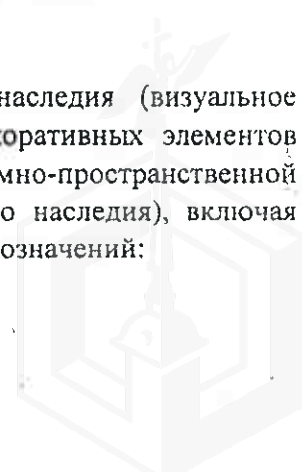 наследия (визуальное
коративных элементов
мно-пространственной
о наследия), включая
означений: